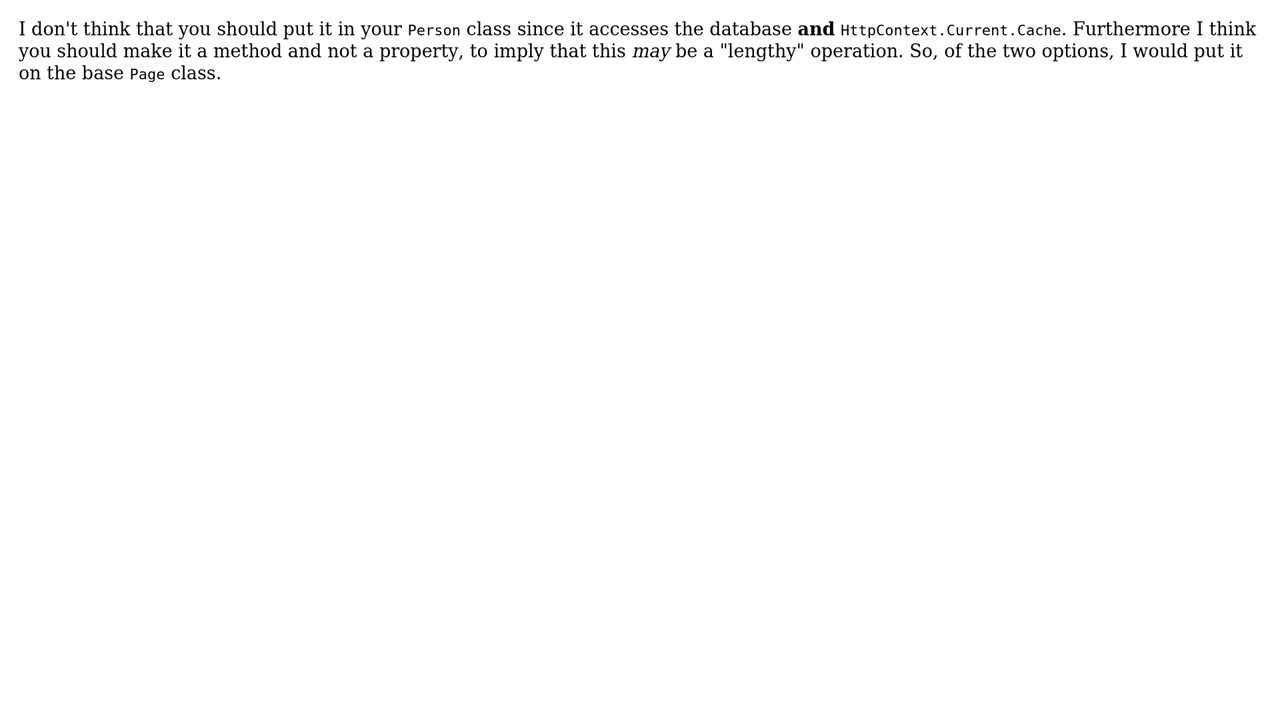 I don't think that you should put it in your Person class since it accesses the database and HttpContext.Current.Cache. Furthermore I think
you should make it a method and not a property, to imply that this may be a "lengthy" operation. So, of the two options, I would put it
on the base Page class.